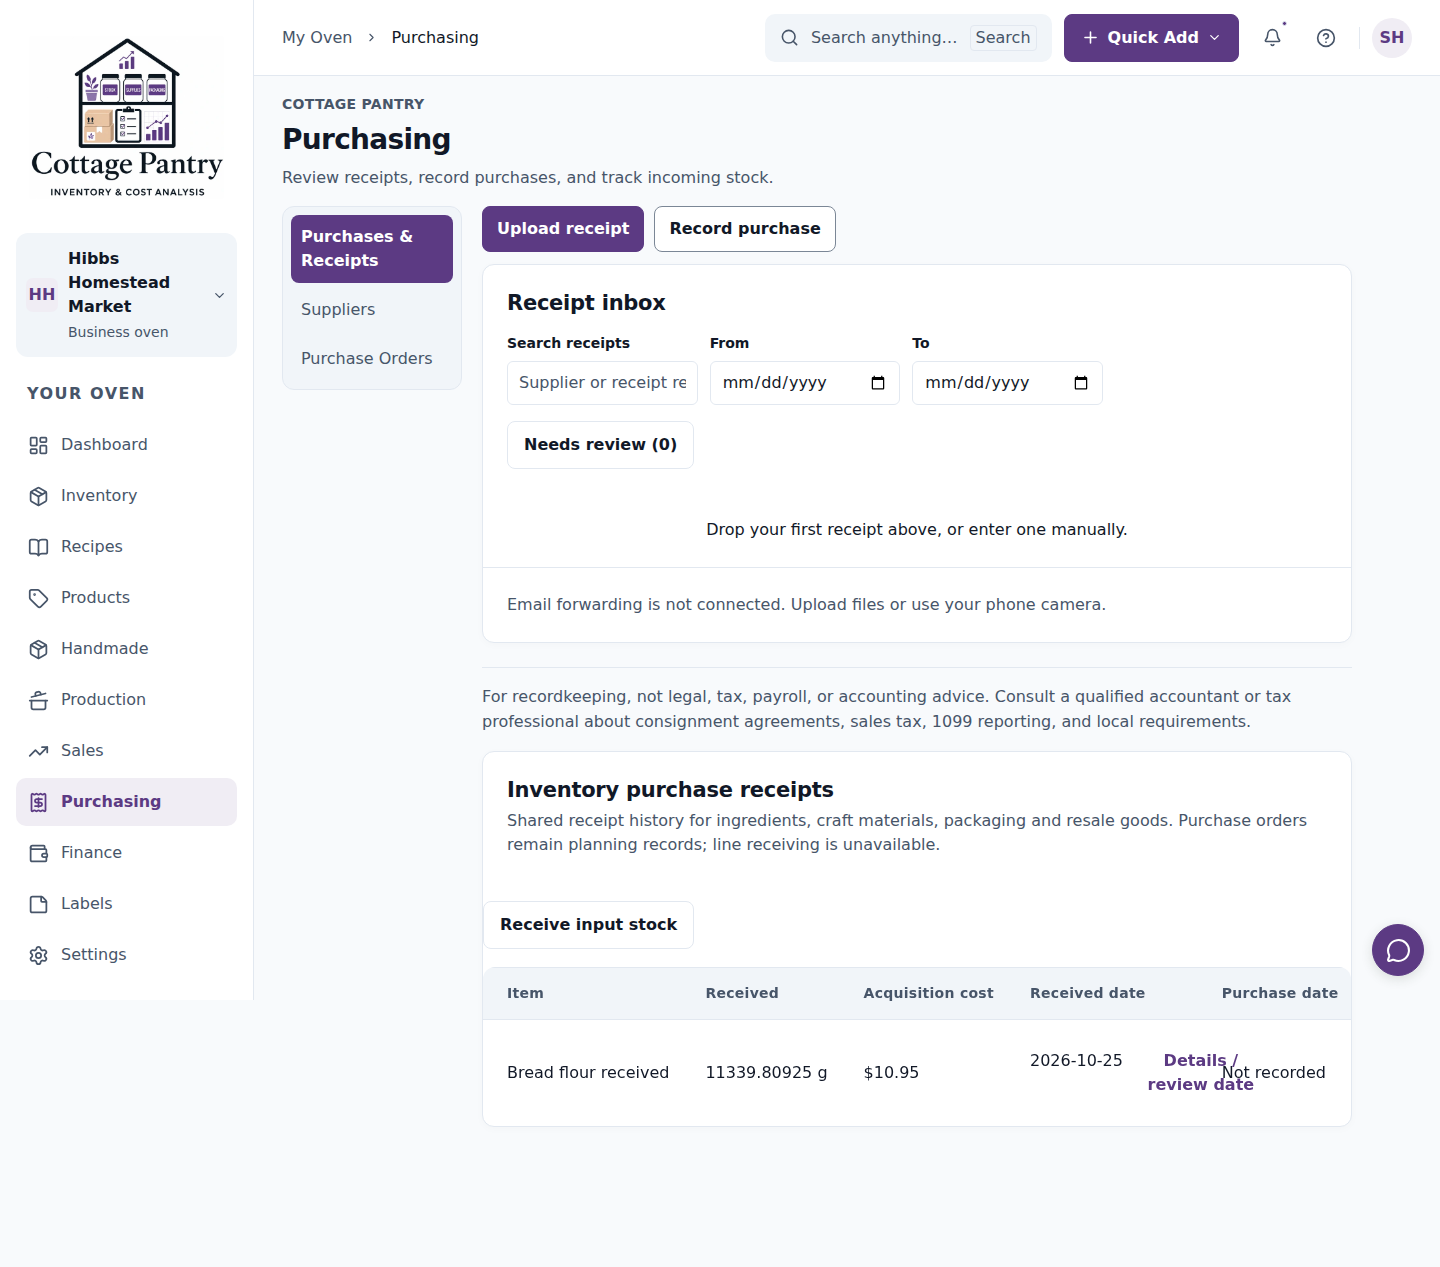 Cottage Pantry
INVENTORY & COST ANALYSIS
HH
Hibbs
Homestead
Market
Business oven
YOUR OVEN
Dashboard
Inventory
Recipes
Products
Handmade
Production
Sales
Purchasing
Finance
Labels
Settings
My Oven > Purchasing
Search anything... Search
+ Quick Add
SH
COTTAGE PANTRY
Purchasing
Review receipts, record purchases, and track incoming stock.
Purchases &
Receipts
Suppliers
Purchase Orders
Upload receipt Record purchase
Receipt inbox
Search receipts From To
Supplier or receipt re mm/dd/yyyy mm/dd/yyyy
Needs review (0)
Drop your first receipt above, or enter one manually.
Email forwarding is not connected. Upload files or use your phone camera.
For recordkeeping, not legal, tax, payroll, or accounting advice. Consult a qualified accountant or tax
professional about consignment agreements, sales tax, 1099 reporting, and local requirements.
Inventory purchase receipts
Shared receipt history for ingredients, craft materials, packaging and resale goods. Purchase orders
remain planning records; line receiving is unavailable.
Receive input stock
Item Received Acquisition cost Received date Purchase date
Bread flour received 11339.80925 g $10.95 2026-10-25 Details / review date Not recorded